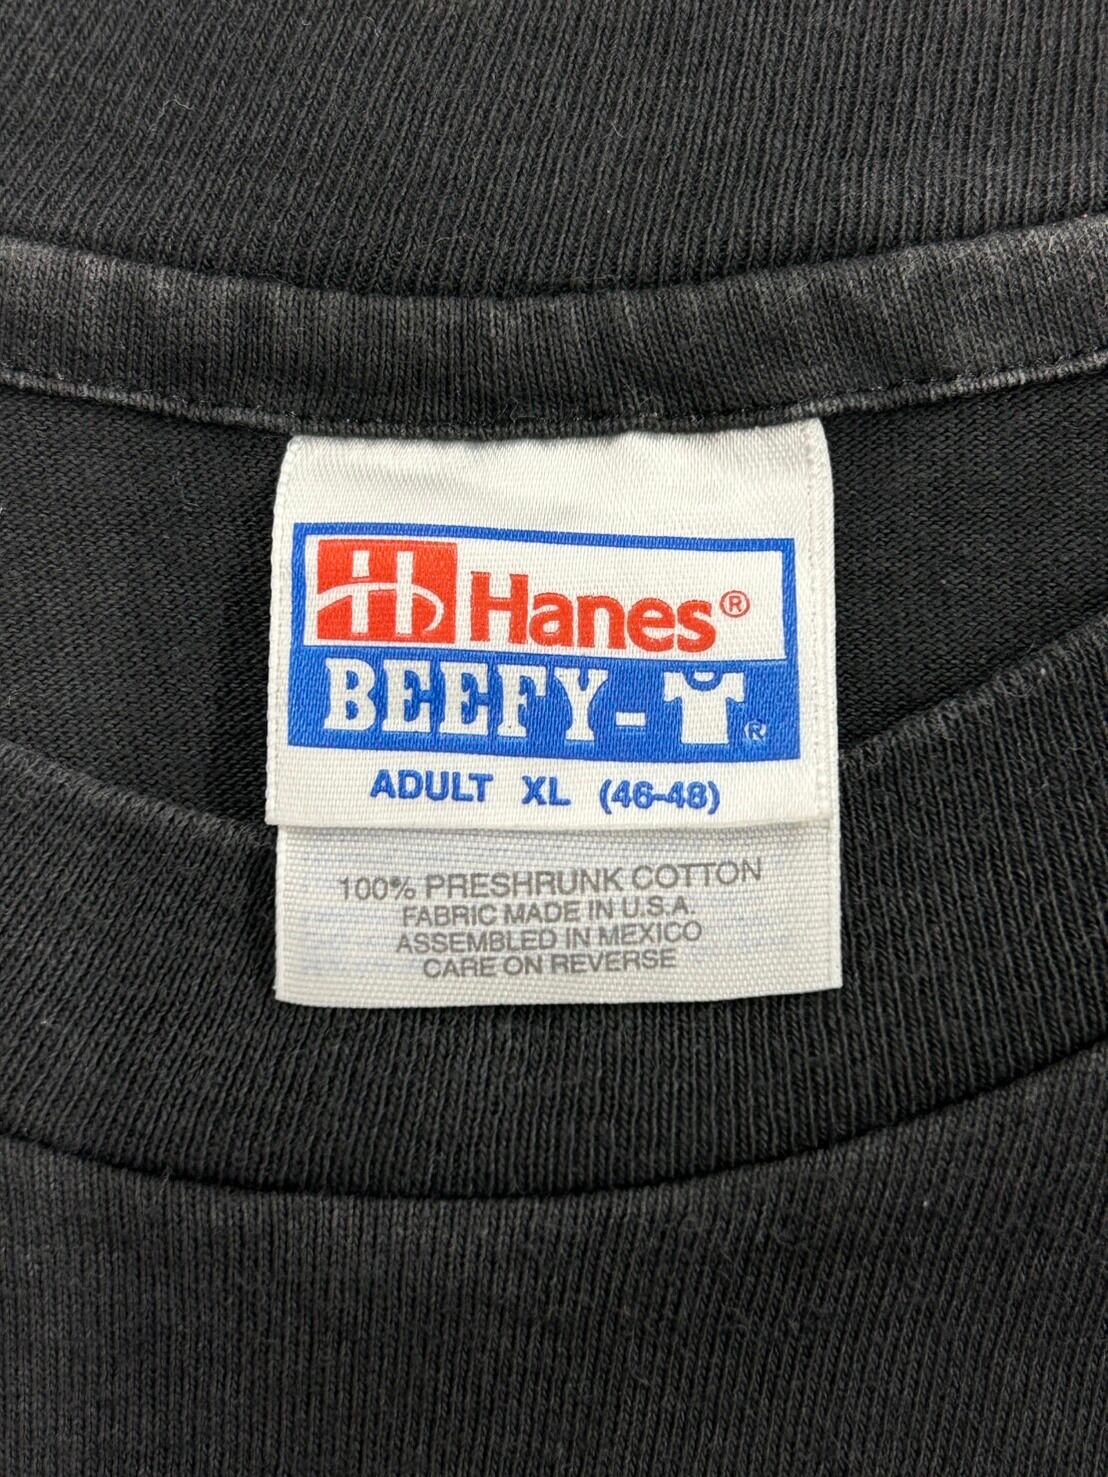 H Hanes®
BEEFY-T®
ADULT XL (46-48)
100% PRESHRUNK COTTON
FABRIC MADE IN U.S.A.
ASSEMBLED IN MEXICO
CARE ON REVERSE